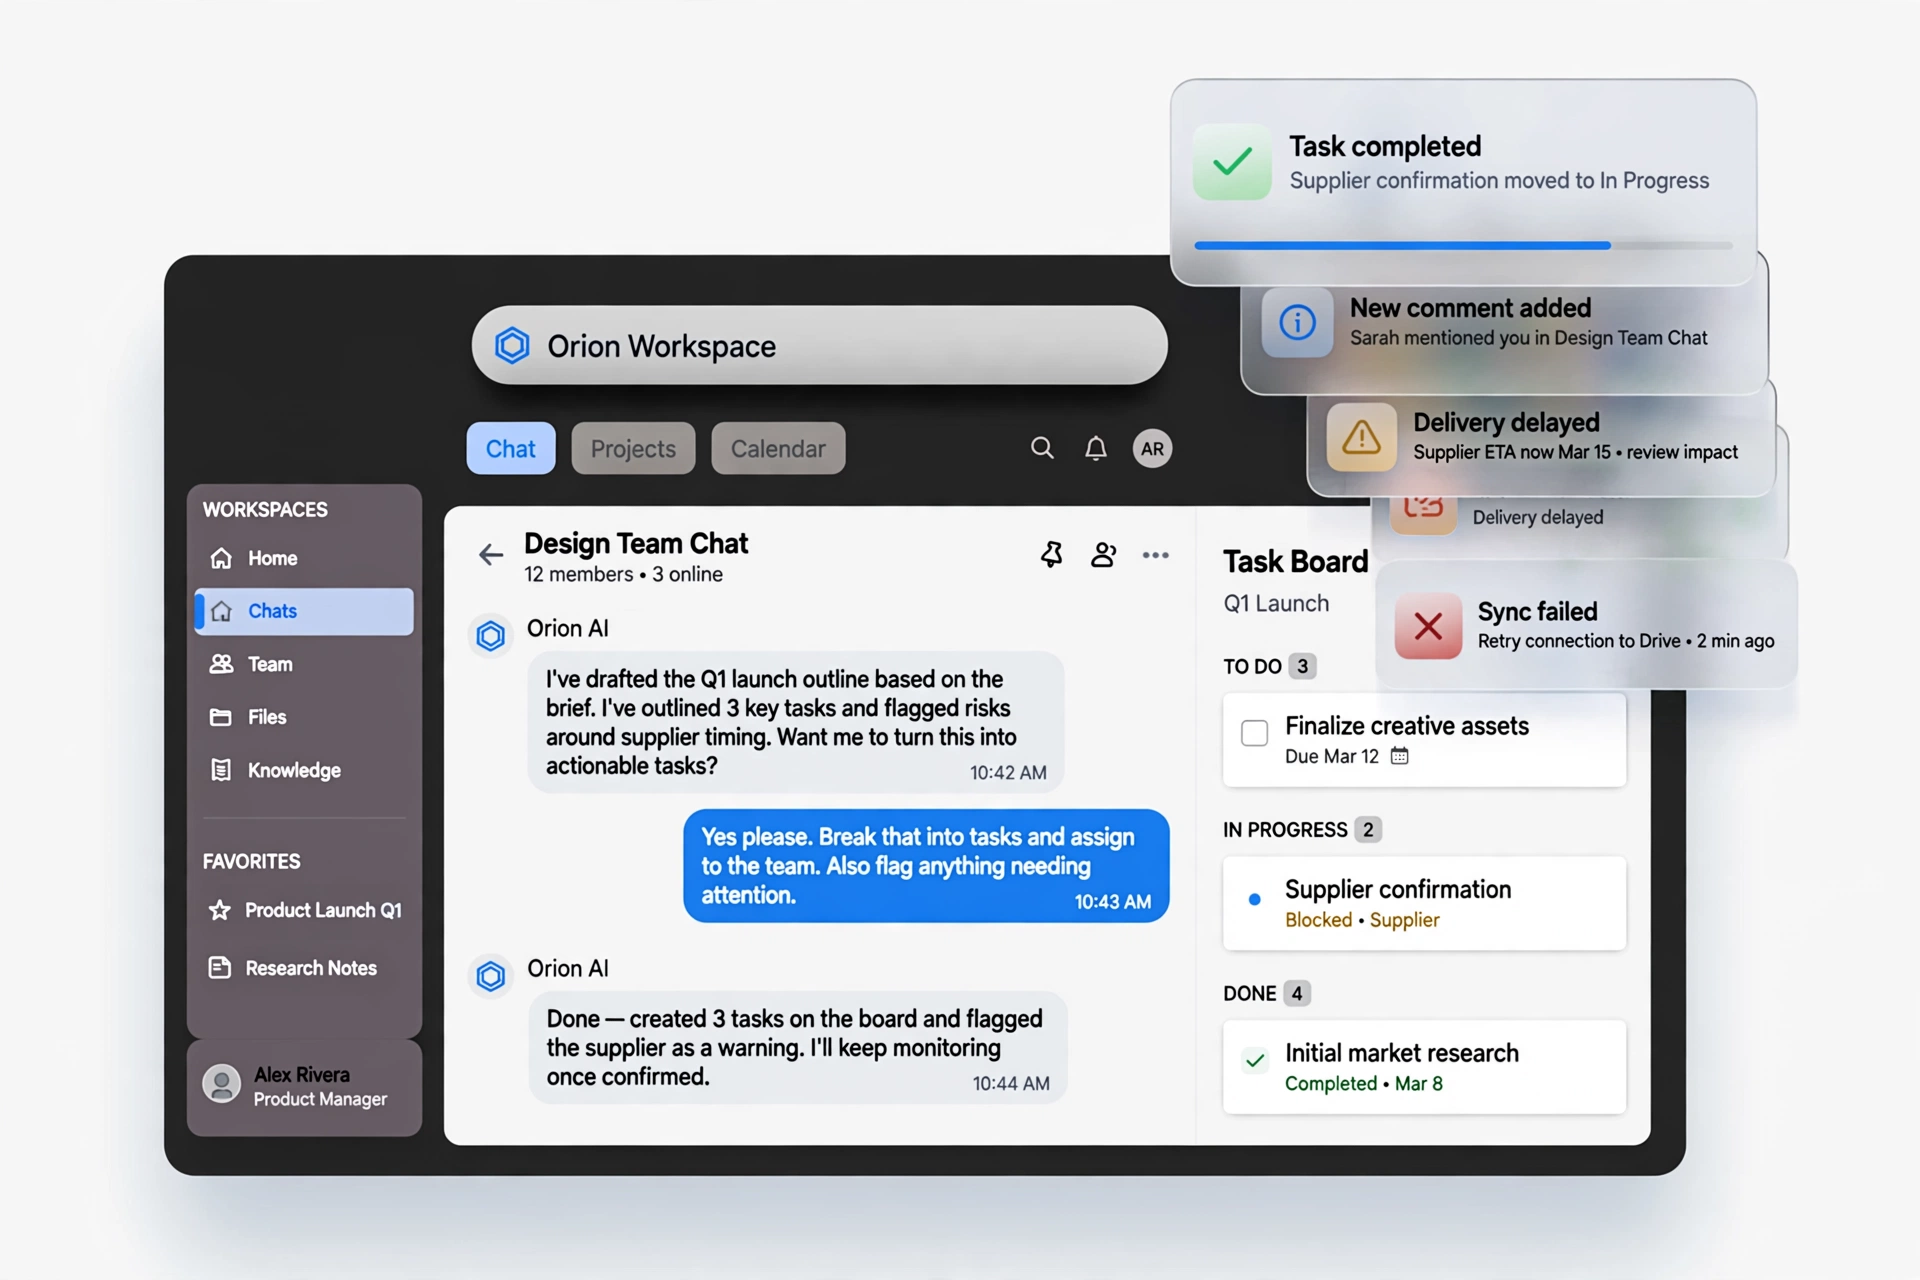 Task completed
Supplier confirmation moved to In Progress
New comment added
Sarah mentioned you in Design Team Chat
Delivery delayed
Supplier ETA now Mar 15 • review impact
Delivery delayed
Sync failed
Retry connection to Drive • 2 min ago
Orion Workspace
Chat
Projects
Calendar
AR
WORKSPACES
Home
Chats
Team
Files
Knowledge
FAVORITES
Product Launch Q1
Research Notes
Alex Rivera
Product Manager
Design Team Chat
12 members • 3 online
Orion AI
I've drafted the Q1 launch outline based on the
brief. I've outlined 3 key tasks and flagged risks
around supplier timing. Want me to turn this into
actionable tasks?
10:42 AM
Yes please. Break that into tasks and assign
to the team. Also flag anything needing
attention.
10:43 AM
Orion AI
Done — created 3 tasks on the board and flagged
the supplier as a warning. I'll keep monitoring
once confirmed.
10:44 AM
Task Board
Q1 Launch
TO DO 3
Finalize creative assets
Due Mar 12
IN PROGRESS 2
Supplier confirmation
Blocked • Supplier
DONE 4
Initial market research
Completed • Mar 8